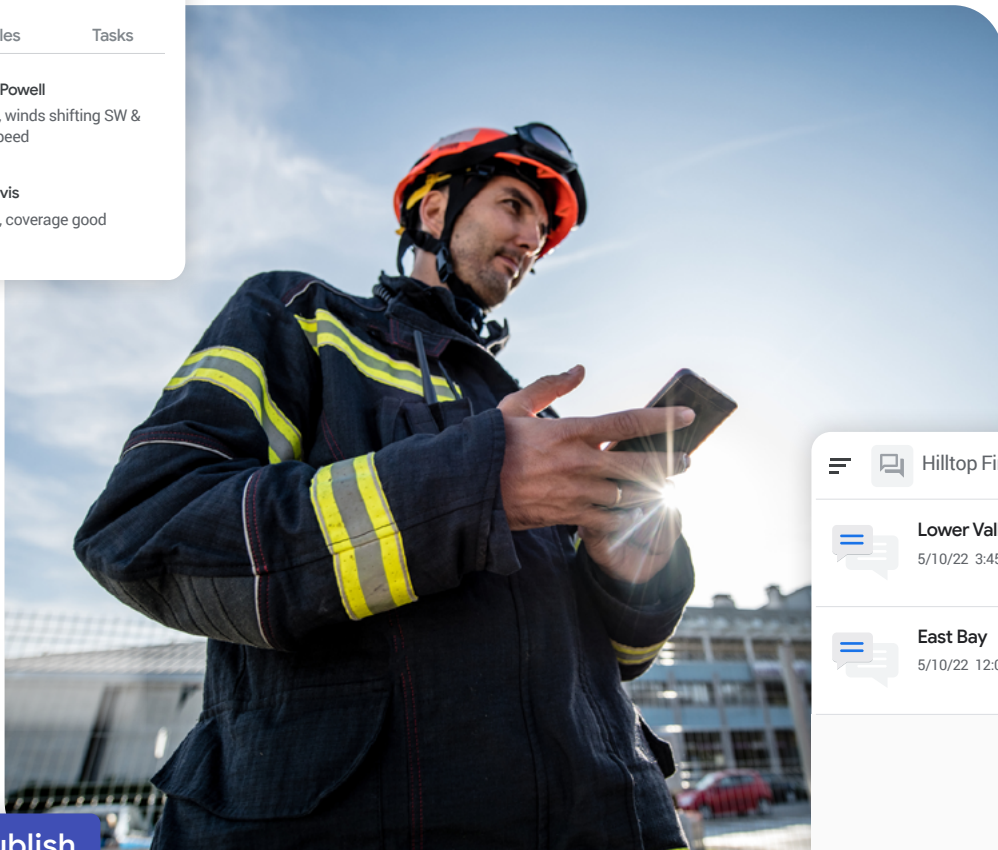 les Tasks
Powell
, winds shifting SW &
peed
vis
, coverage good
Hilltop Fi
Lower Val
5/10/22 3:45
East Bay
5/10/22 12:0
ublish